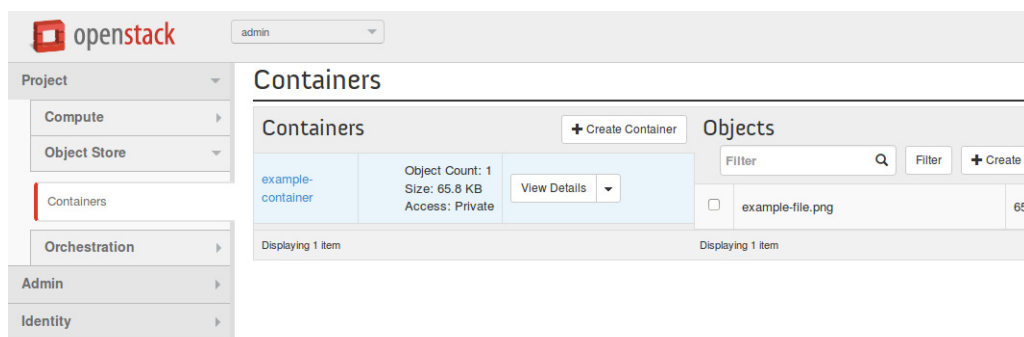 openstack
admin
Project
Compute
Object Store
Containers
Orchestration
Admin
Identity
Containers
Containers
Create Container
example-
container
Object Count: 1
Size: 65.8 KB
Access: Private
View Details
Displaying 1 item
Objects
Filter
Filter
Create
example-file.png
65
Displaying 1 item